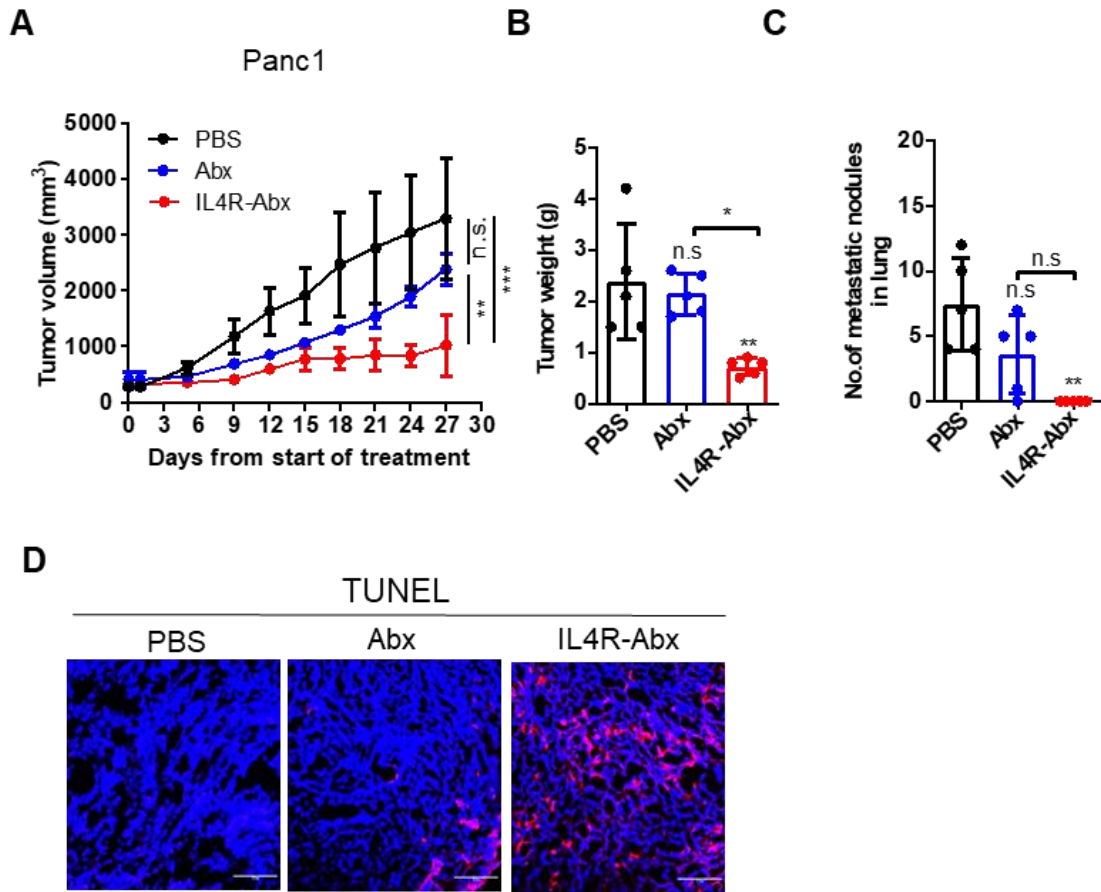 A
Panc1
Tumor volume (mm³)
5000
4000
3000
2000
1000
0
PBS
Abx
IL4R-Abx
n.s.
**
***
0 3 6 9 12 15 18 21 24 27 30
Days from start of treatment
B
Tumor weight (g)
5
4
3
2
1
0
*
n.s
**
PBS
Abx
IL4R-Abx
C
No.of metastatic nodules
in lung
20
15
10
5
0
n.s
n.s
**
PBS
Abx
IL4R-Abx
D
TUNEL
PBS
Abx
IL4R-Abx